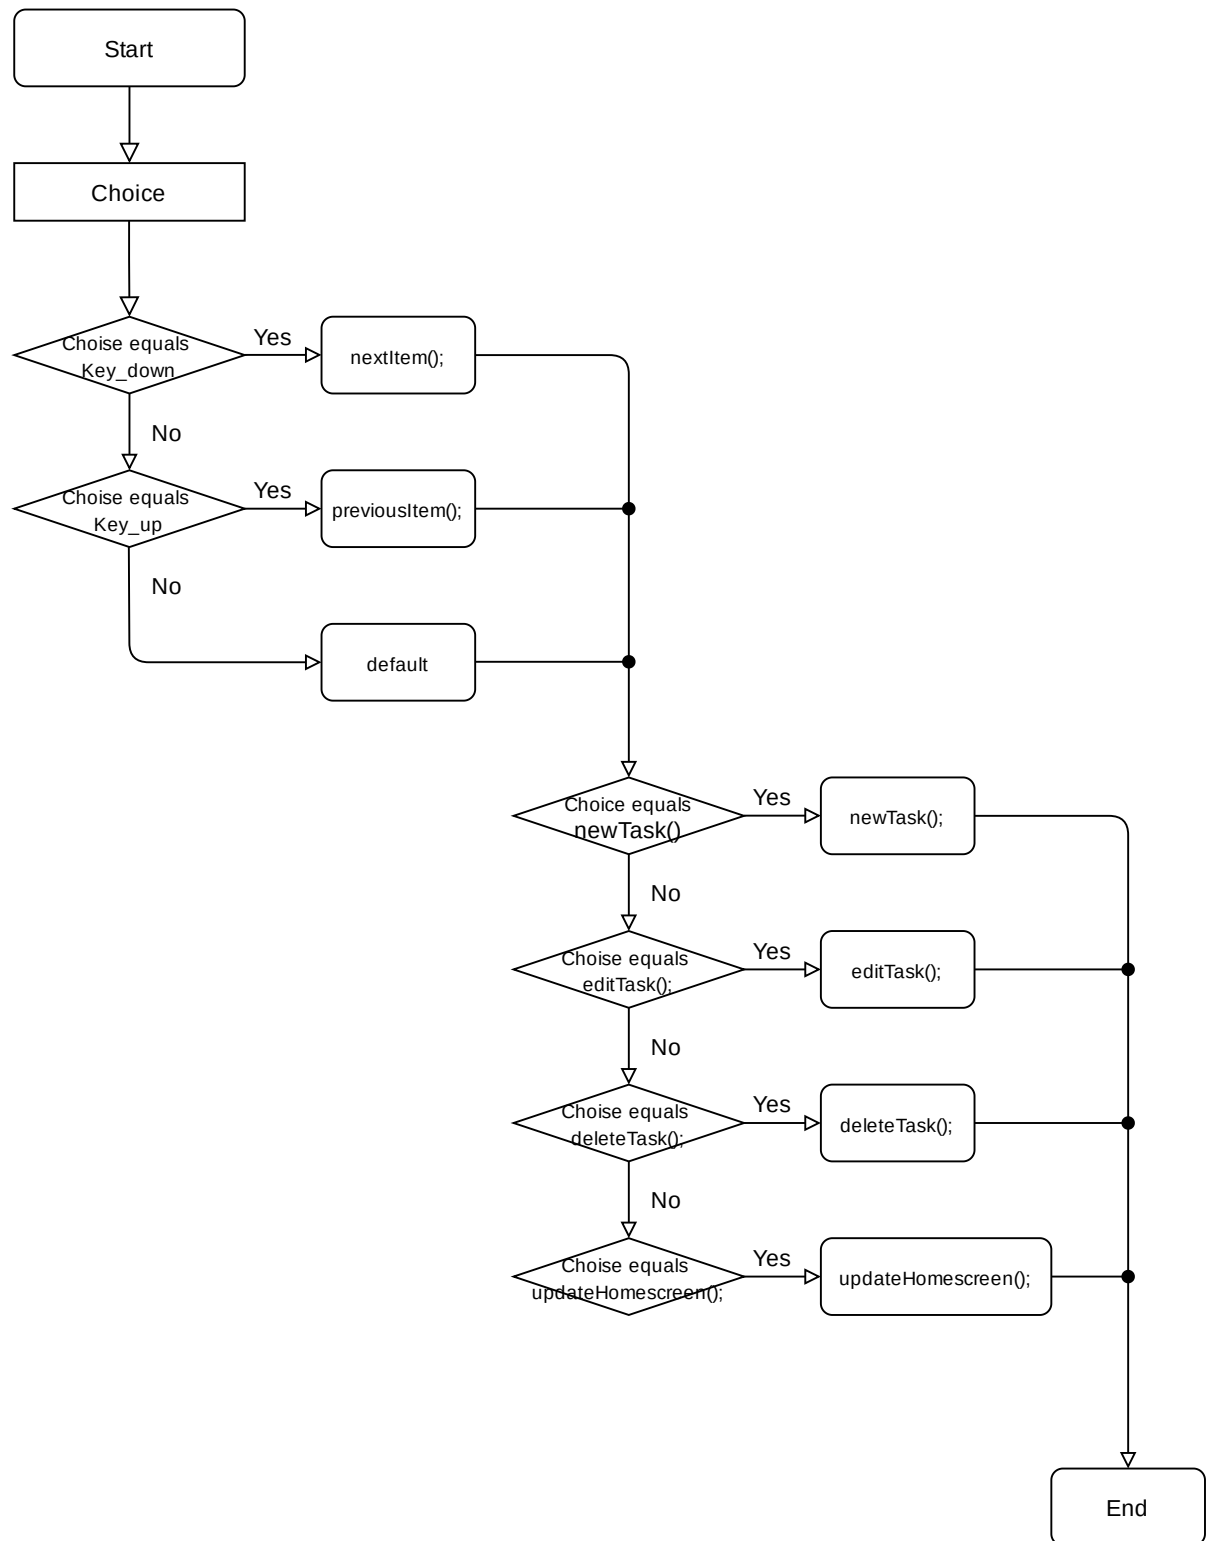 Start
Choice
Choise equals
Key_down
Yes
nextItem();
No
Choise equals
Key_up
Yes
previousItem();
No
default
Choice equals
newTask()
Yes
newTask();
No
Choise equals
editTask();
Yes
editTask();
No
Choise equals
deleteTask();
Yes
deleteTask();
No
Choise equals
updateHomescreen();
Yes
updateHomescreen();
End